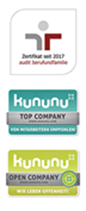 Zertifikat seit 2017
audit berufundfamilie
kununu
TOP COMPANY
VON MITARBEITERN EMPFOHLEN
kununu
OPEN COMPANY
WIR LEBEN OFFENHEIT!